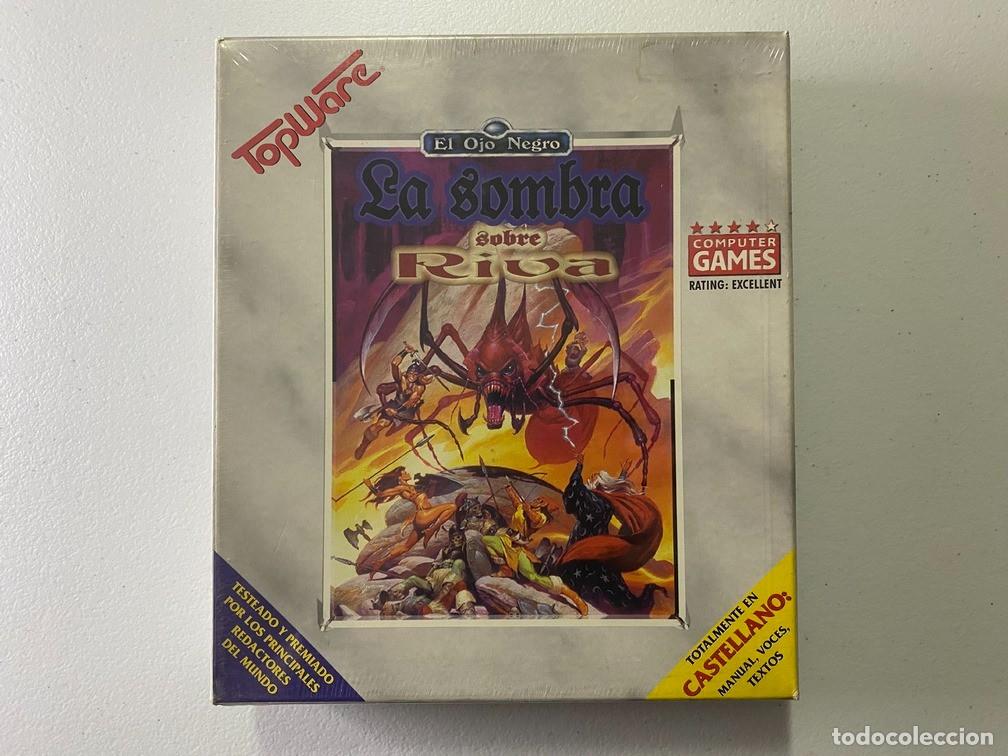 TopWare
El Ojo Negro
La sombra
sobre
Riva
COMPUTER
GAMES
RATING: EXCELLENT
TESTEADO Y PREMIADO
POR LOS PRINCIPALES
REDACTORES
DEL MUNDO
TOTALMENTE EN
CASTELLANO:
MANUAL, VOCES,
TEXTOS
todocoleccion